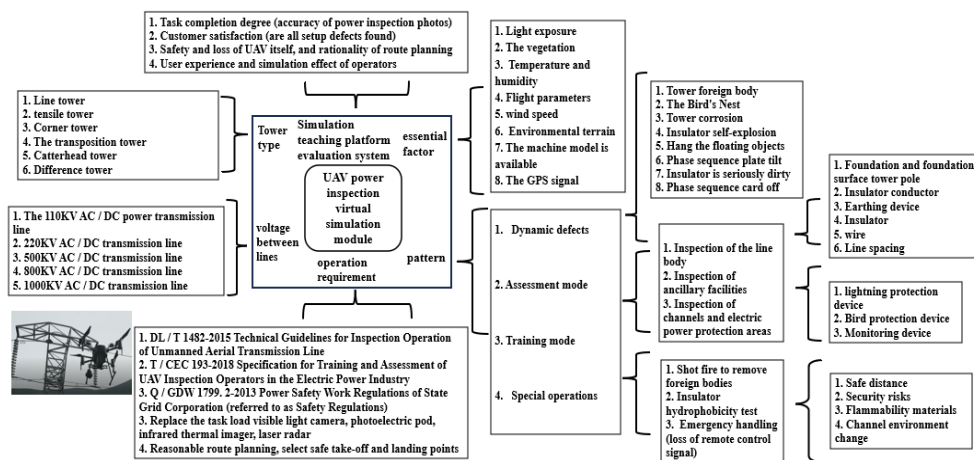 1. Task completion degree (accuracy of power inspection photos)
2. Customer satisfaction (are all setup defects found)
3. Safety and loss of UAV itself, and rationality of route planning
4. User experience and simulation effect of operators
1. Line tower
2. tensile tower
3. Corner tower
4. The transposition tower
5. Catterhead tower
6. Difference tower
1. The 110KV AC / DC power transmission
line
2. 220KV AC / DC transmission line
3. 500KV AC / DC transmission line
4. 800KV AC / DC transmission line
5. 1000KV AC / DC transmission line
Tower
type
Simulation
teaching platform
evaluation system
essential
factor
UAV power
inspection
virtual
simulation
module
voltage
between
lines
pattern
operation
requirement
1. DL / T 1482-2015 Technical Guidelines for Inspection Operation
of Unmanned Aerial Transmission Line
2. T / CEC 193-2018 Specification for Training and Assessment of
UAV Inspection Operators in the Electric Power Industry
3. Q / GDW 1799. 2-2013 Power Safety Work Regulations of State
Grid Corporation (referred to as Safety Regulations)
3. Replace the task load visible light camera, photoelectric pod,
infrared thermal imager, laser radar
4. Reasonable route planning, select safe take-off and landing points
1. Light exposure
2. The vegetation
3. Temperature and
humidity
4. Flight parameters
5. wind speed
6. Environmental terrain
7. The machine model is
available
8. The GPS signal
1. Dynamic defects
2. Assessment mode
3. Training mode
4. Special operations
1. Tower foreign body
2. The Bird's Nest
3. Tower corrosion
4. Insulator self-explosion
5. Hang the floating objects
6. Phase sequence plate tilt
7. Insulator is seriously dirty
8. Phase sequence card off
1. Inspection of the line
body
2. Inspection of
ancillary facilities
3. Inspection of
channels and electric
power protection areas
1. Shot fire to remove
foreign bodies
2. Insulator
hydrophobicity test
3. Emergency handling
(loss of remote control
signal)
1. Foundation and foundation
surface tower pole
2. Insulator conductor
3. Earthing device
4. Insulator
5. wire
6. Line spacing
1. lightning protection
device
2. Bird protection device
3. Monitoring device
1. Safe distance
2. Security risks
3. Flammability materials
4. Channel environment
change